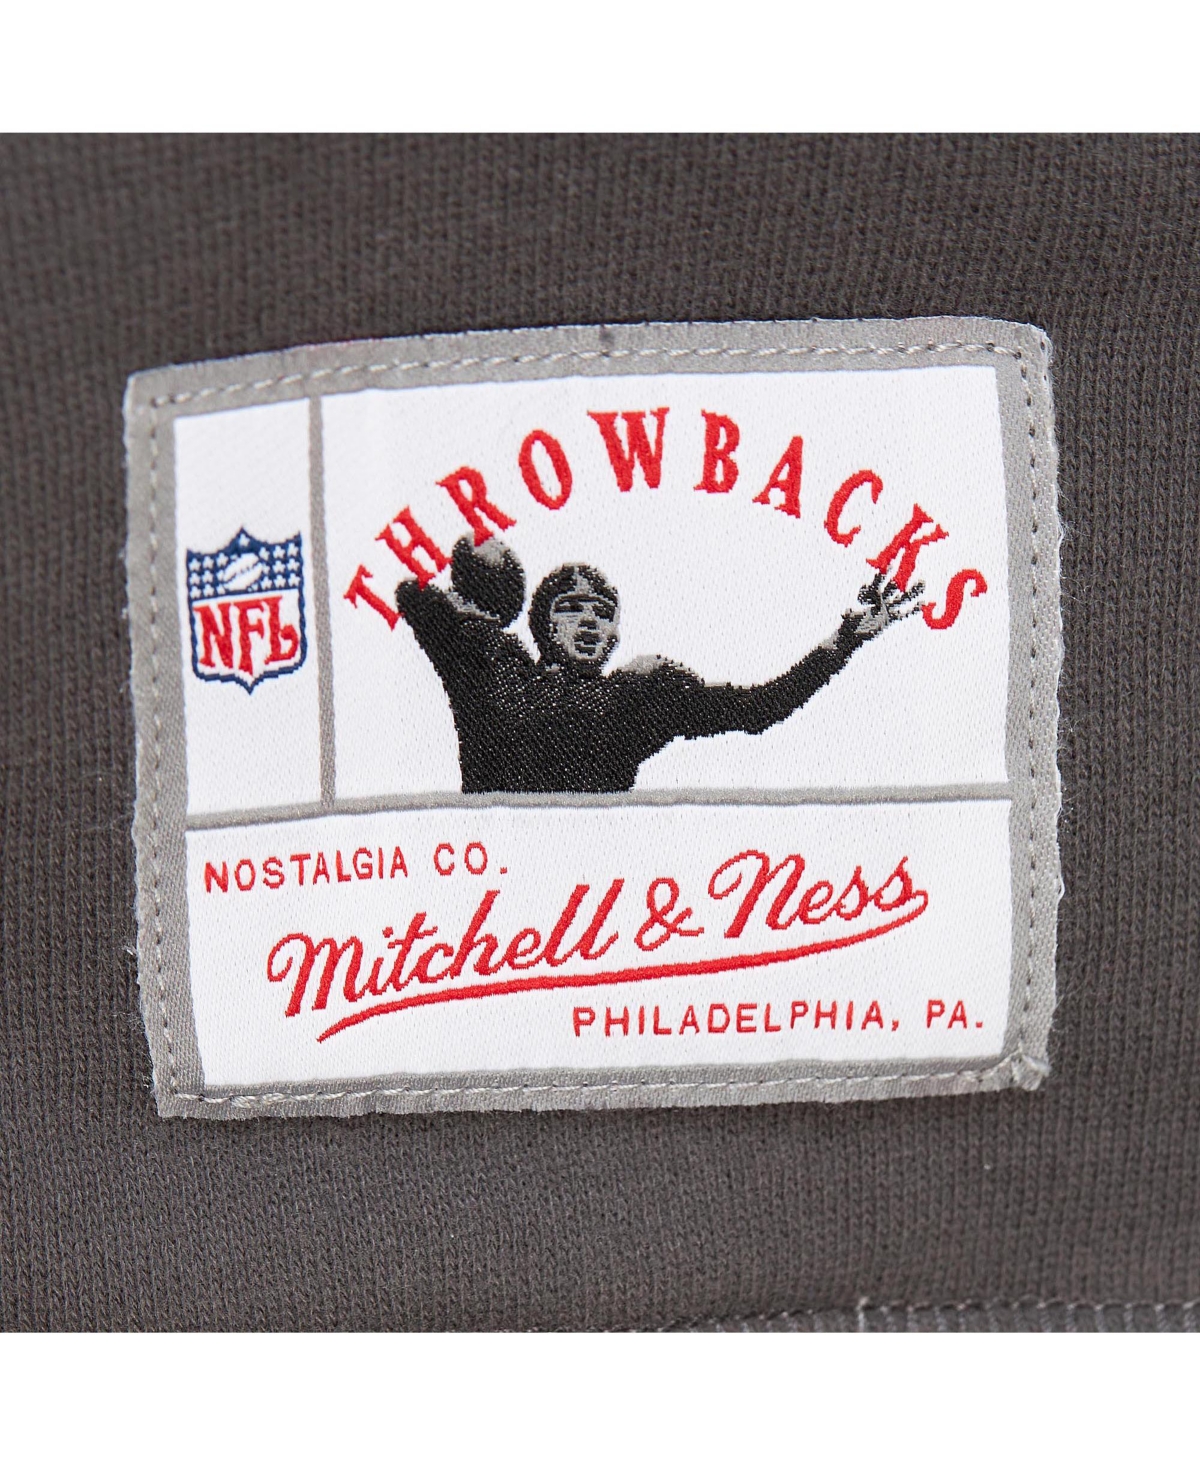 THROWBACKS
NFL
NOSTALGIA CO.
Mitchell & Ness
PHILADELPHIA, PA.